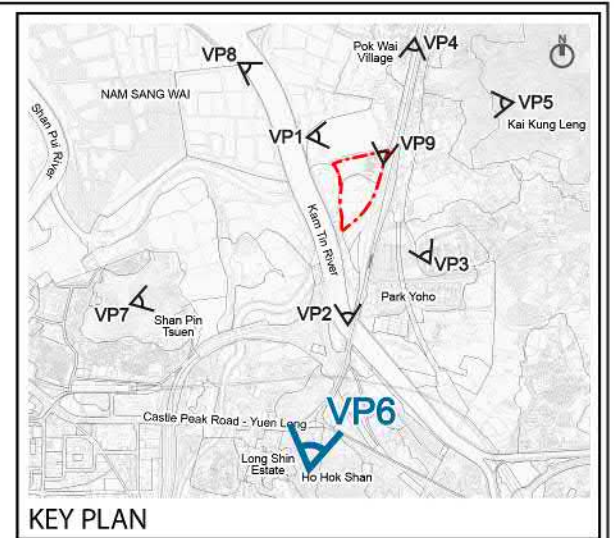 N
VP8
Pok Wai
Village
VP4
NAM SANG WAI
VP5
Kai Kung Leng
VP1
VP9
Shan Pui River
Kam Tin River
VP3
Park Yoho
VP7
Shan Pin
Tsuen
VP2
Castle Peak Road - Yuen Long
VP6
Long Shin
Estate
Ho Hok Shan
KEY PLAN